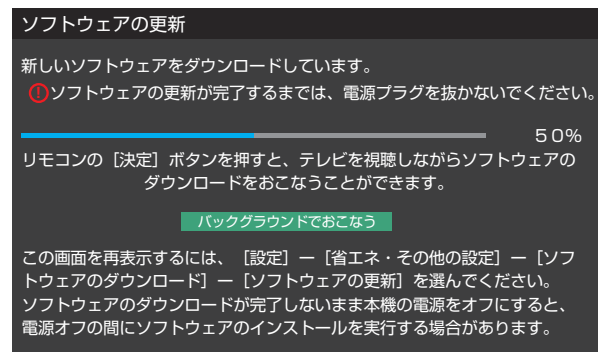 ソフトウェアの更新
新しいソフトウェアをダウンロードしています。
!ソフトウェアの更新が完了するまでは、電源プラグを抜かないでください。
50%
リモコンの[決定]ボタンを押すと、テレビを視聴しながらソフトウェアの
ダウンロードをおこなうことができます。
バックグラウンドでおこなう
この画面を再表示するには、[設定]ー[省エネ・その他の設定]ー[ソフ
トウェアのダウンロード]ー[ソフトウェアの更新]を選んでください。
ソフトウェアのダウンロードが完了しないまま本機の電源をオフにすると、
電源オフの間にソフトウェアのインストールを実行する場合があります。